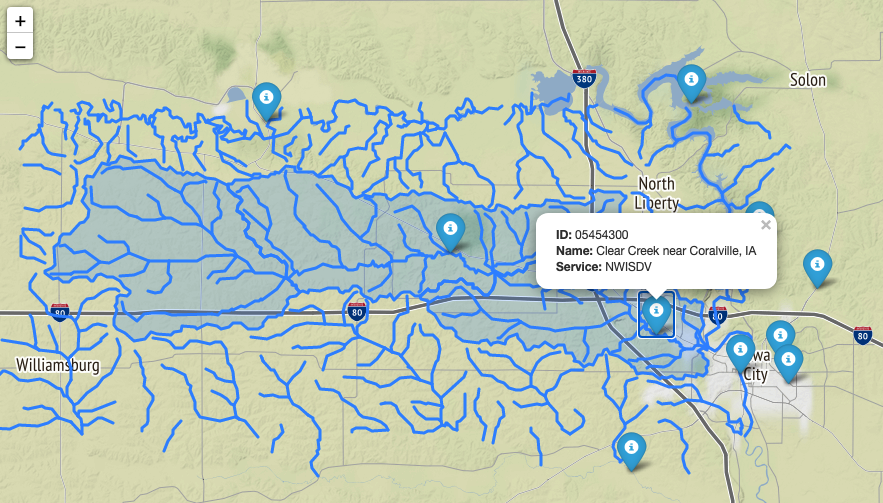 +
−
380
Solon
North
Liberty
×
ID: 05454300
Name: Clear Creek near Coralville, IA
Service: NWISDV
80
80
80
Williamsburg
City